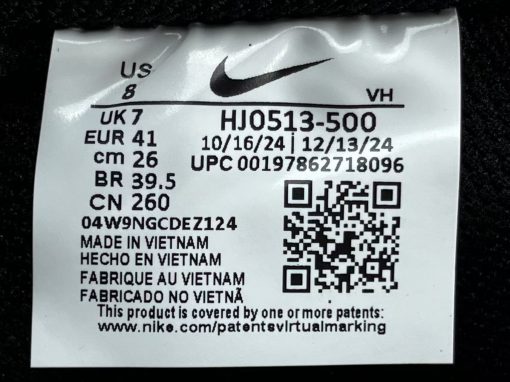 US
8
VH
UK 7
HJ0513-500
EUR 41
10/16/24 | 12/13/24
cm 26
UPC 00197862718096
BR 39.5
CN 260
04W9NGCDEZ124
MADE IN VIETNAM
HECHO EN VIETNAM
FABRIQUE AU VIETNAM
FABRICADO NO VIETNÃ
This product is covered by one or more patents:
www.nike.com/patentsvirtualmarking